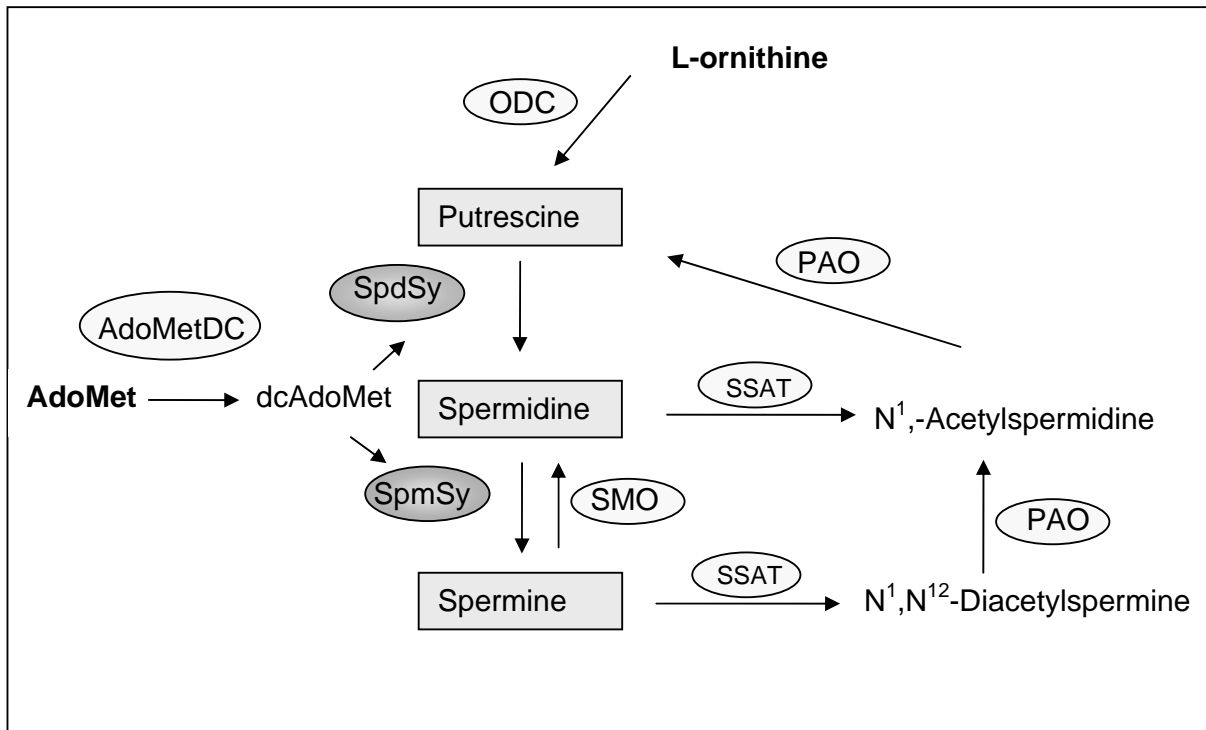 L-ornithine
ODC
Putrescine
PAO
SpdSy
AdoMetDC
AdoMet
dcAdoMet
Spermidine
SSAT
N¹,-Acetylspermidine
SpmSy
SMO
PAO
Spermine
SSAT
N¹,N¹²-Diacetylspermine